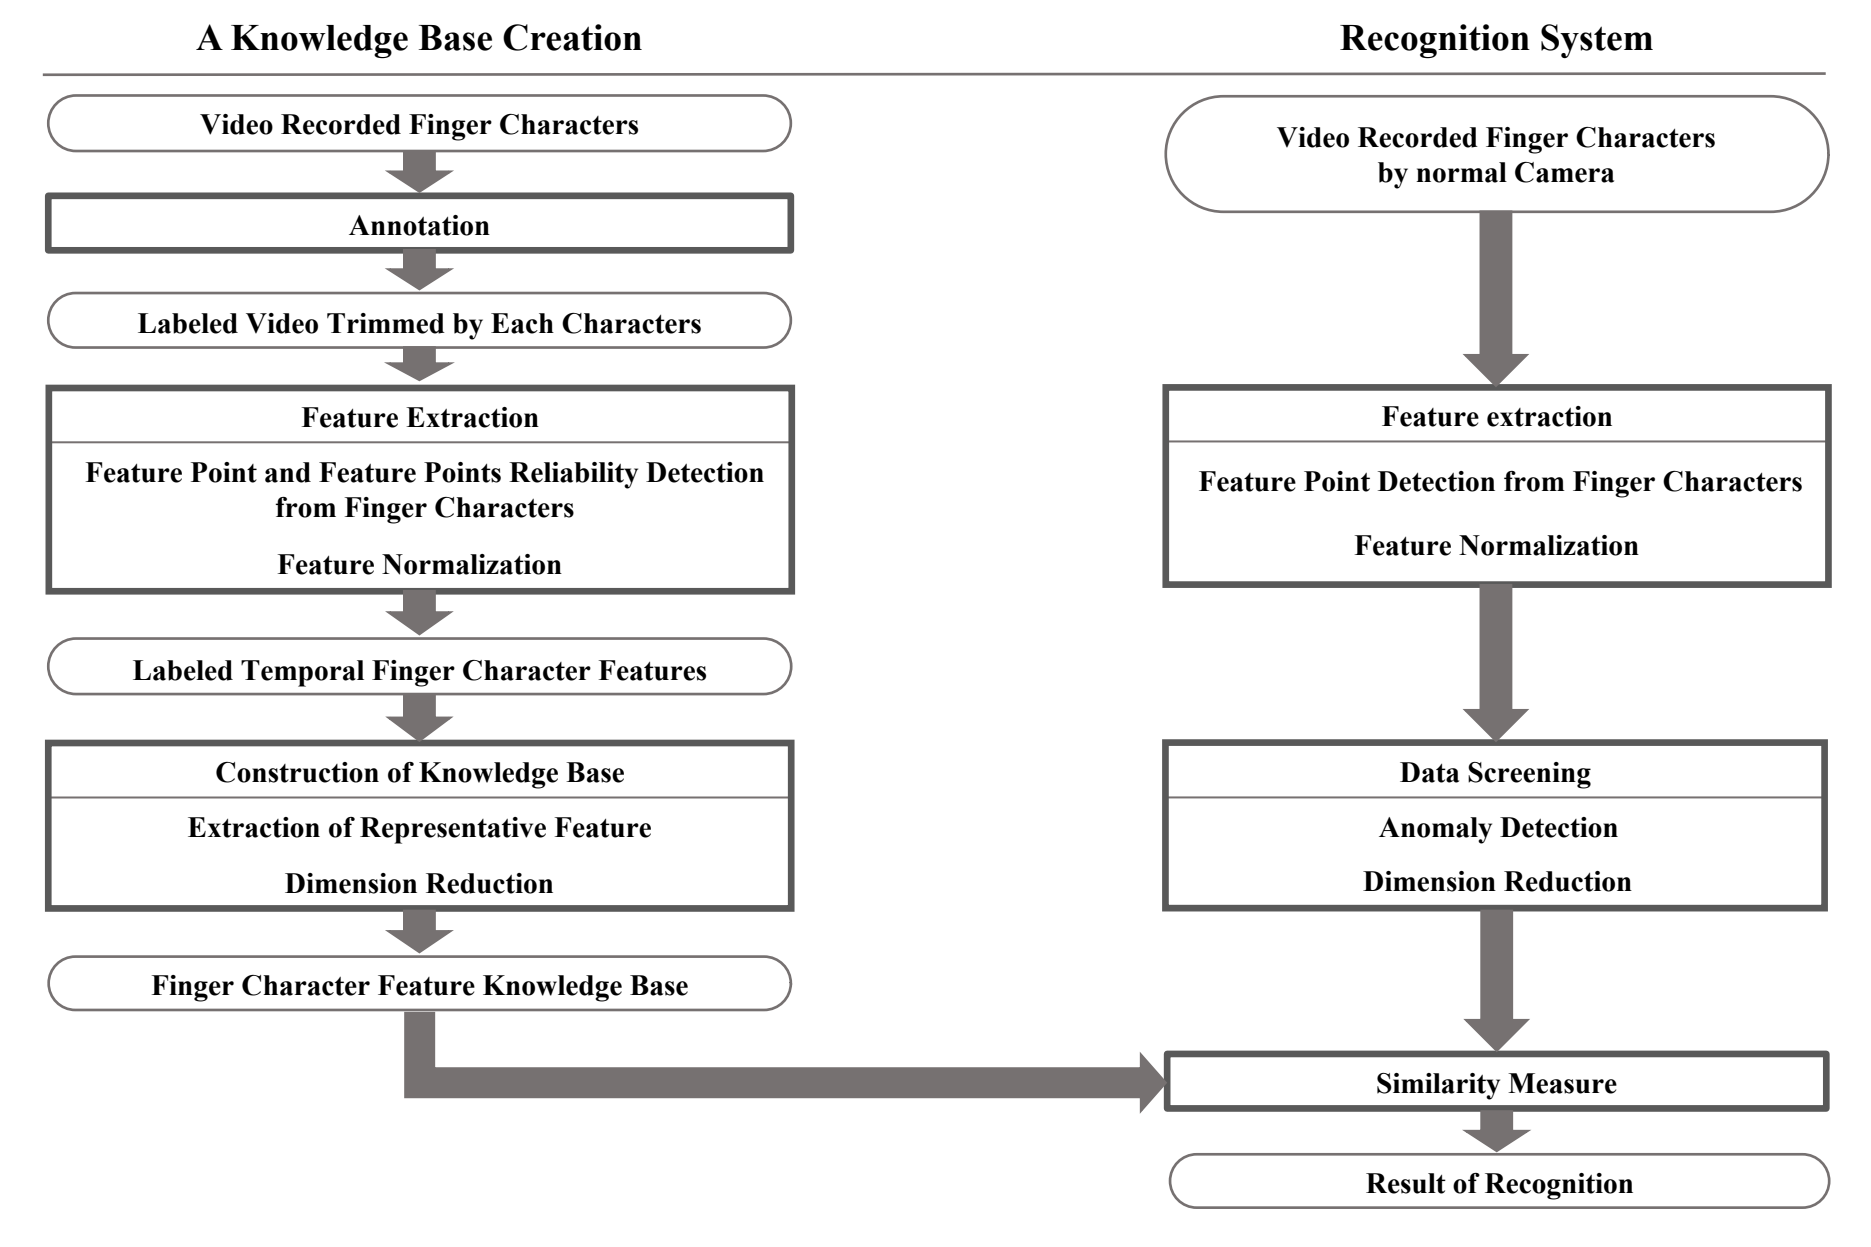 A Knowledge Base Creation
Video Recorded Finger Characters
Annotation
Labeled Video Trimmed by Each Characters
Feature Extraction
Feature Point and Feature Points Reliability Detection
from Finger Characters
Feature Normalization
Labeled Temporal Finger Character Features
Construction of Knowledge Base
Extraction of Representative Feature
Dimension Reduction
Finger Character Feature Knowledge Base
Recognition System
Video Recorded Finger Characters
by normal Camera
Feature extraction
Feature Point Detection from Finger Characters
Feature Normalization
Data Screening
Anomaly Detection
Dimension Reduction
Similarity Measure
Result of Recognition